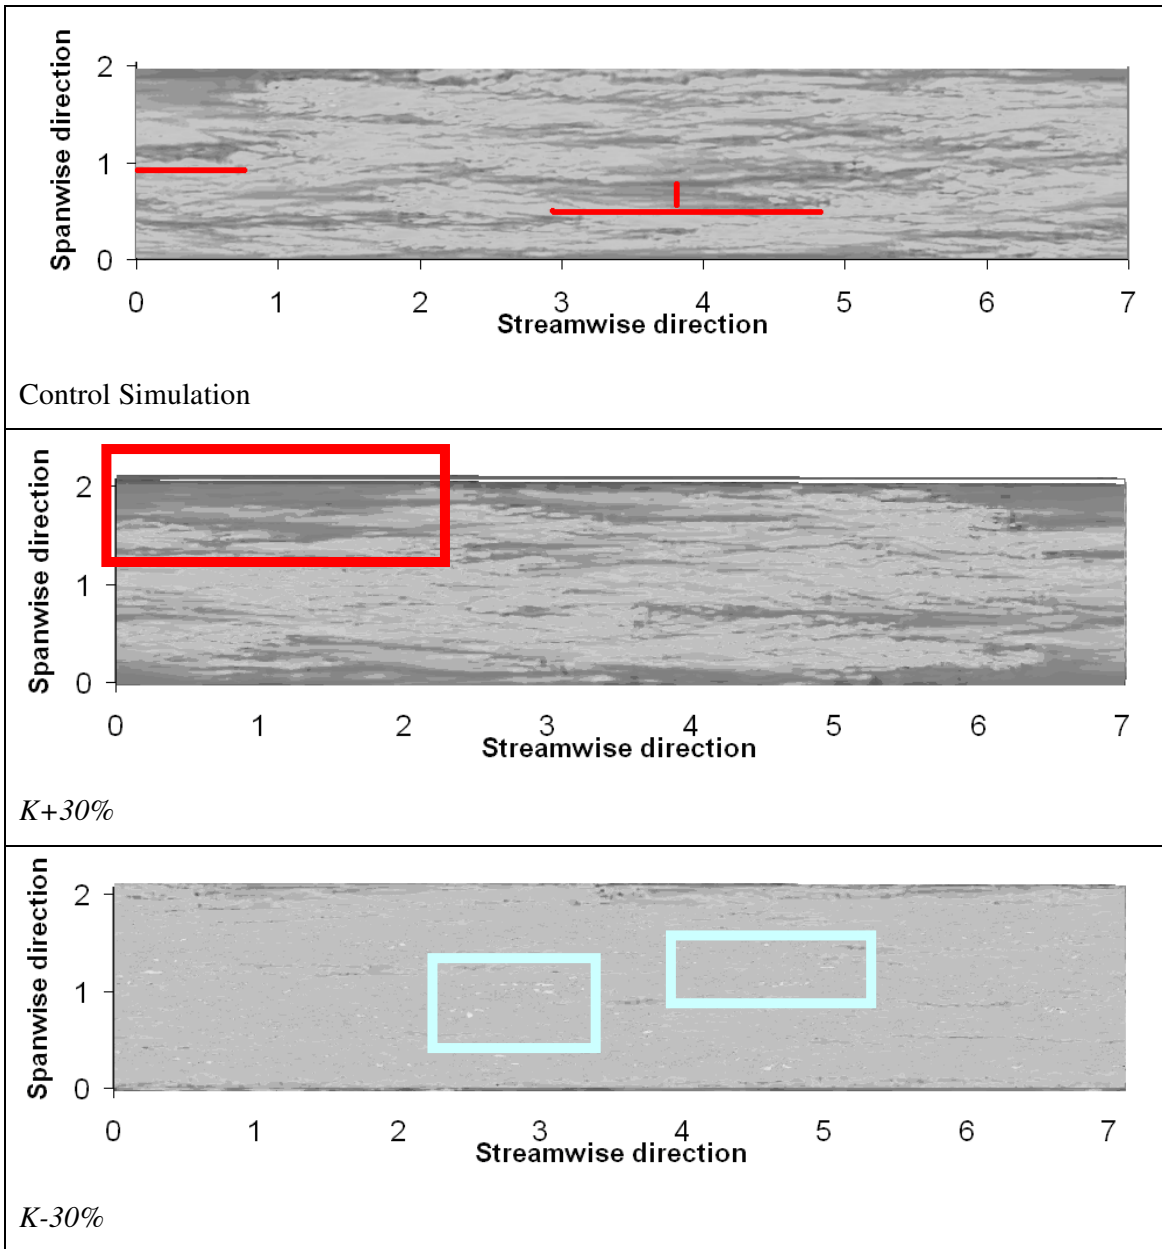 Spanwise direction
2
1
0
0 1 2 3 4 5 6 7
Streamwise direction
Control Simulation
Spanwise direction
2
1
0
0 1 2 3 4 5 6 7
Streamwise direction
K+30%
Spanwise direction
2
1
0
0 1 2 3 4 5 6 7
Streamwise direction
K-30%